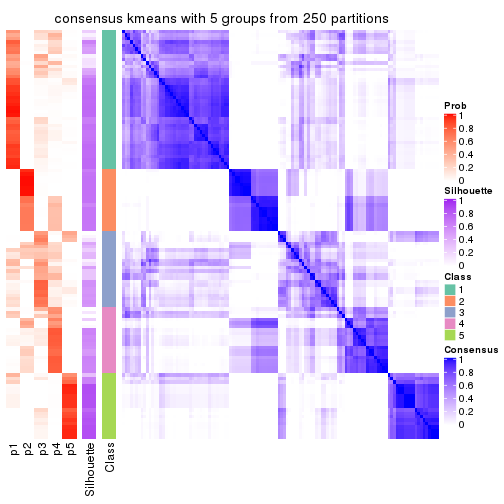 consensus kmeans with 5 groups from 250 partitions
Prob
1
0.8
0.6
0.4
0.2
0
Silhouette
1
0.8
0.6
0.4
0.2
0
Class
1
2
3
4
5
Consensus
1
0.8
0.6
0.4
0.2
0
p1
p2
p3
p4
p5
Silhouette
Class